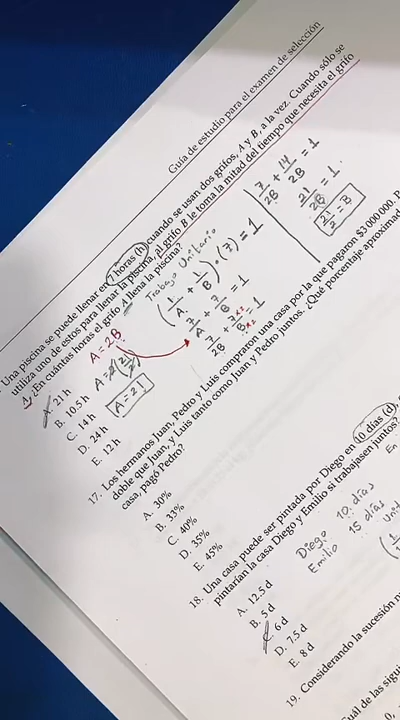 Guía de estudio para el examen de selección
Una piscina se puede llenar en 7 horas (h) cuando se usan dos grifos, A y B, a la vez. Cuando sólo se
utiliza uno de estos para llenar la piscina, al grifo B le toma la mitad del tiempo que necesita el grifo
A. ¿En cuántas horas el grifo A llena la piscina?
A. 21 h
B. 10.5 h
C. 14 h
D. 24 h
E. 12 h
A = 2B
A = 2(21/2)
A = 21
Trabajo Unitario
(1/A + 1/B) · (7) = 1
7/A + 7/B = 1
7/2B + 7×2/B×2 = 1
7/2B + 14/2B = 1
21/2B = 1
21/2 = B
17. Los hermanos Juan, Pedro y Luis compraron una casa por la que pagaron $3 000 000. P
doble que Juan, y Luis tanto como Juan y Pedro juntos. ¿Qué porcentaje aproximad
casa, pagó Pedro?
A. 30%
B. 33%
C. 40%
D. 35%
E. 45%
18. Una casa puede ser pintada por Diego en 10 días (d),
pintarían la casa Diego y Emilio si trabajasen juntos?
A. 12.5 d
B. 5 d
C. 6 d
D. 7.5 d
E. 8 d
Diego 10 días
Emilio 15 días
19. Considerando la sucesión